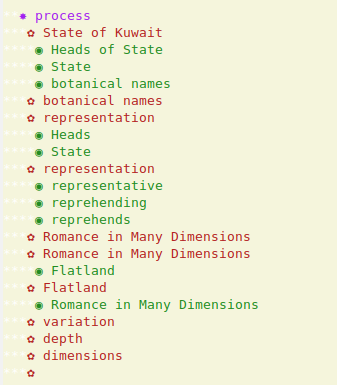 process
State of Kuwait
Heads of State
State
botanical names
botanical names
representation
Heads
State
representation
representative
reprehending
reprehends
Romance in Many Dimensions
Romance in Many Dimensions
Flatland
Flatland
Romance in Many Dimensions
variation
depth
dimensions